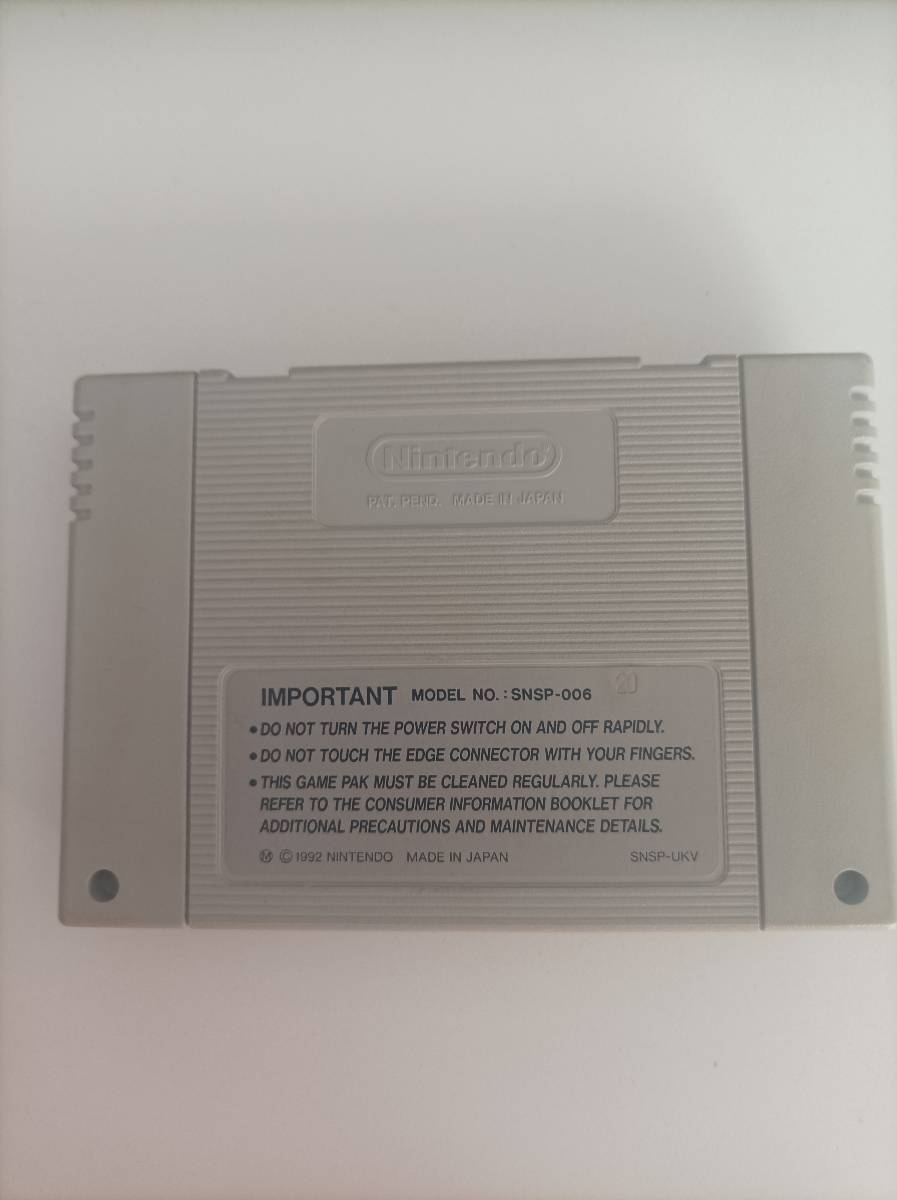 Nintendo®
PAT. PEND. MADE IN JAPAN
IMPORTANT MODEL NO.: SNSP-006 20
•DO NOT TURN THE POWER SWITCH ON AND OFF RAPIDLY.
•DO NOT TOUCH THE EDGE CONNECTOR WITH YOUR FINGERS.
•THIS GAME PAK MUST BE CLEANED REGULARLY. PLEASE
REFER TO THE CONSUMER INFORMATION BOOKLET FOR
ADDITIONAL PRECAUTIONS AND MAINTENANCE DETAILS.
Ⓜ © 1992 NINTENDO MADE IN JAPAN SNSP-UKV